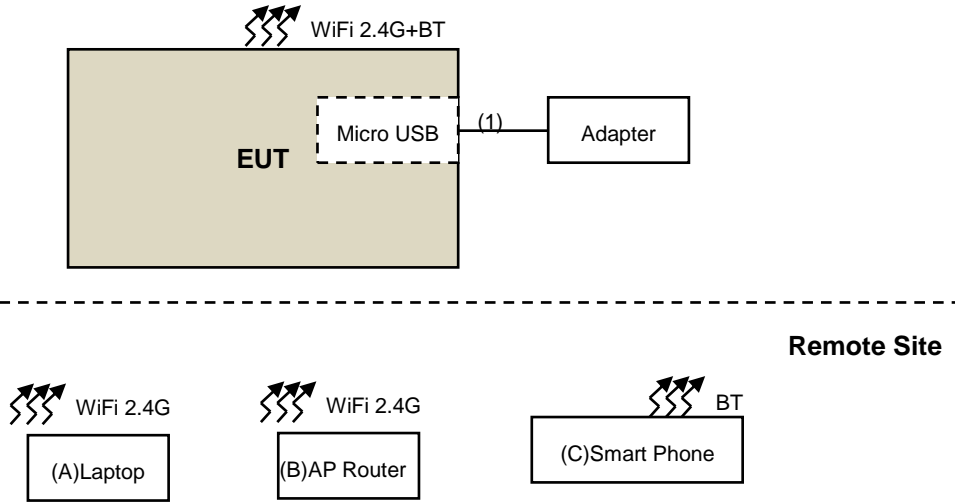 WiFi 2.4G+BT
Micro USB
(1)
Adapter
EUT
Remote Site
WiFi 2.4G
WiFi 2.4G
BT
(A)Laptop
(B)AP Router
(C)Smart Phone